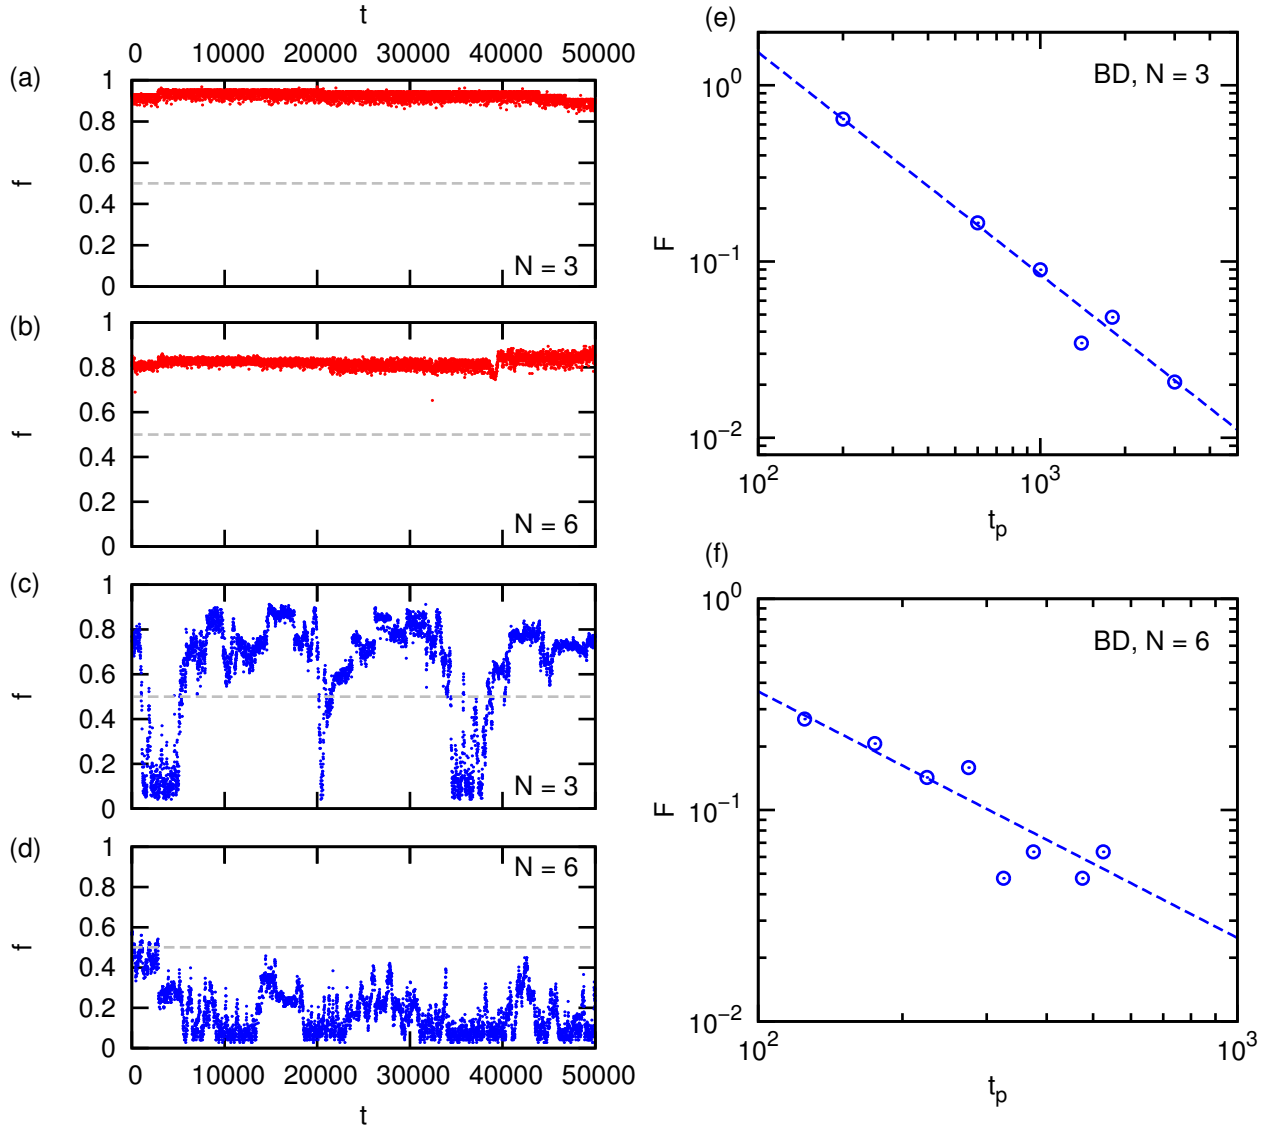 t
0 10000 20000 30000 40000 50000
(a)
1
0.8
0.6
0.4
0.2
0
f
N = 3
(b)
1
0.8
0.6
0.4
0.2
0
f
N = 6
(c)
1
0.8
0.6
0.4
0.2
0
f
N = 3
(d)
1
0.8
0.6
0.4
0.2
0
f
N = 6
0 10000 20000 30000 40000 50000
t
(e)
10^0
10^-1
10^-2
F
BD, N = 3
10^2 10^3
t_p
(f)
10^0
10^-1
10^-2
F
BD, N = 6
10^2 10^3
t_p